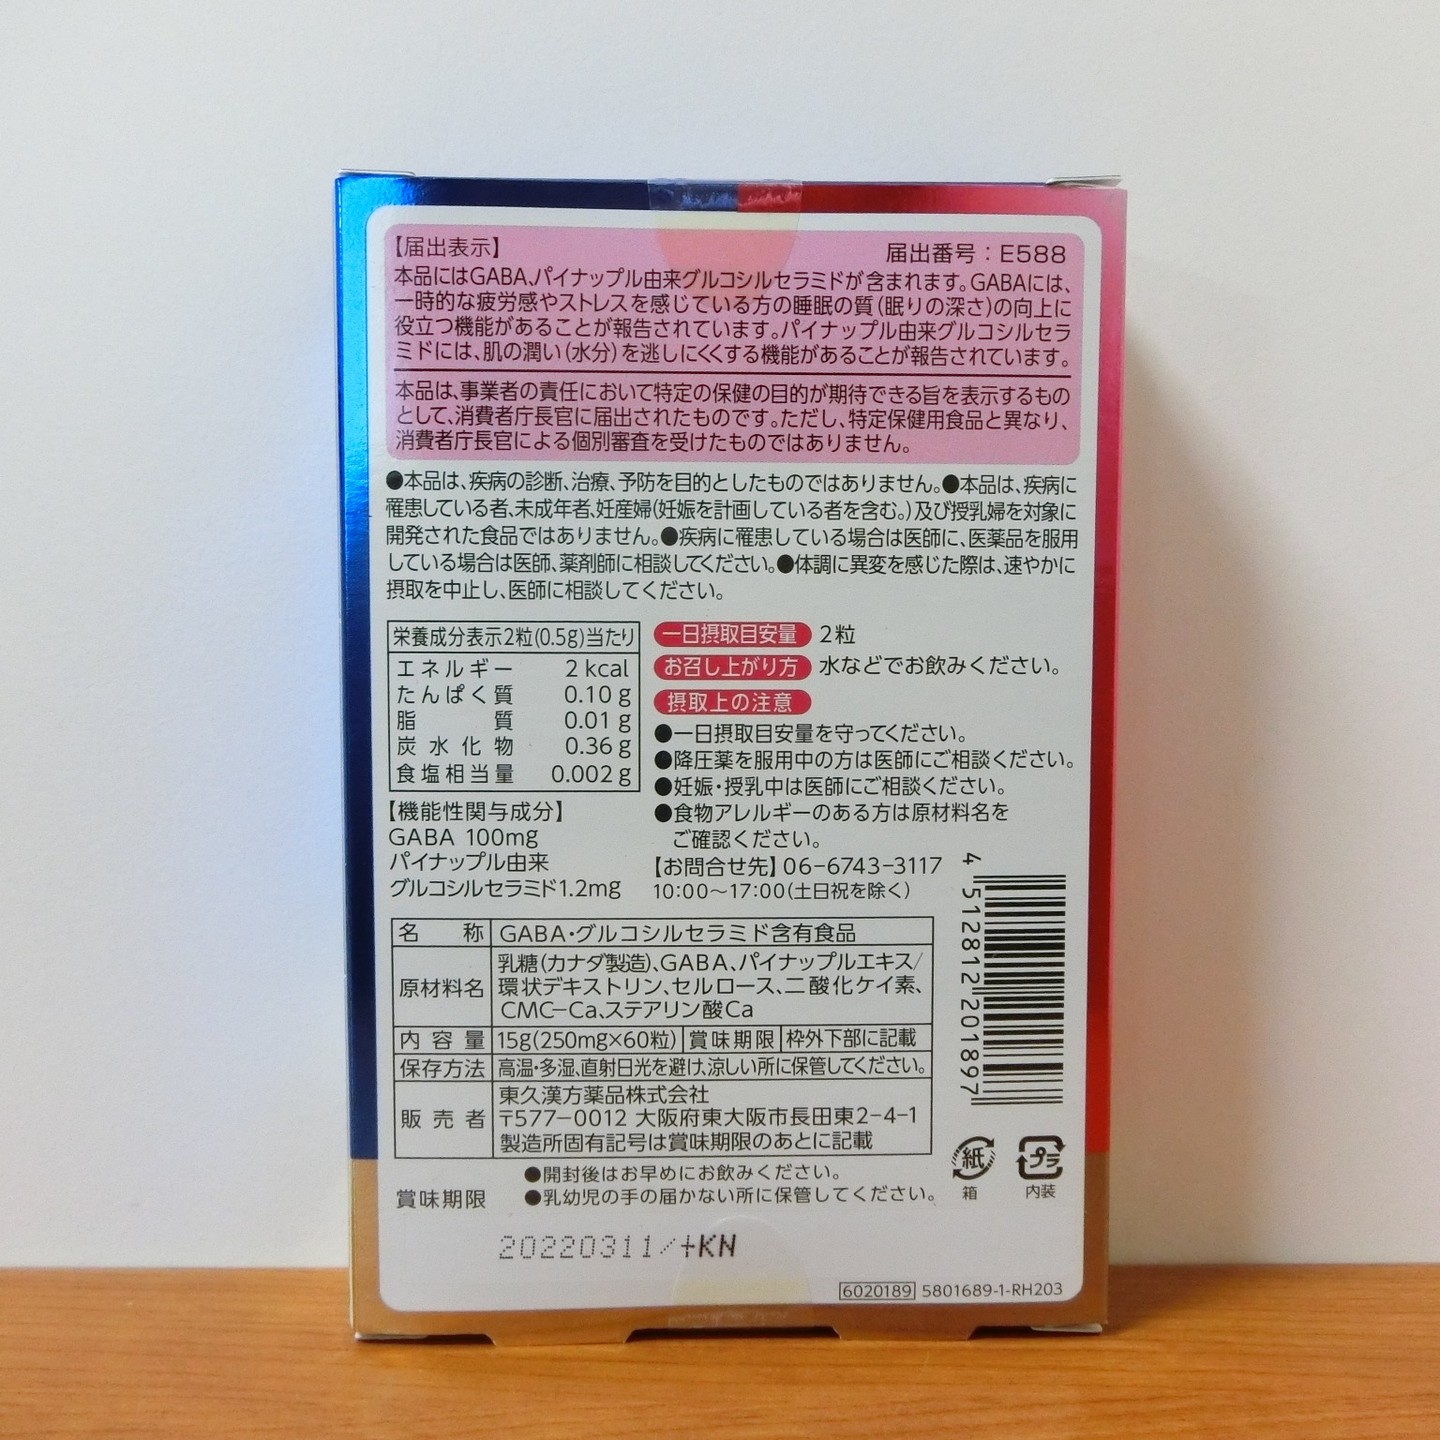 【届出表示】 届出番号：E588
本品にはGABA、パイナップル由来グルコシルセラミドが含まれます。GABAには、
一時的な疲労感やストレスを感じている方の睡眠の質（眠りの深さ）の向上に
役立つ機能があることが報告されています。パイナップル由来グルコシルセラ
ミドには、肌の潤い（水分）を逃しにくくする機能があることが報告されています。
本品は、事業者の責任において特定の保健の目的が期待できる旨を表示するもの
として、消費者庁長官に届出されたものです。ただし、特定保健用食品と異なり、
消費者庁長官による個別審査を受けたものではありません。
●本品は、疾病の診断、治療、予防を目的としたものではありません。●本品は、疾病に
罹患している者、未成年者、妊産婦（妊娠を計画している者を含む。）及び授乳婦を対象に
開発された食品ではありません。●疾病に罹患している場合は医師に、医薬品を服用
している場合は医師、薬剤師に相談してください。●体調に異変を感じた際は、速やかに
摂取を中止し、医師に相談してください。
栄養成分表示2粒(0.5g)当たり
エネルギー 2 kcal
たんぱく質 0.10 g
脂質 0.01 g
炭水化物 0.36 g
食塩相当量 0.002 g
【機能性関与成分】
GABA 100mg
パイナップル由来
グルコシルセラミド1.2mg
一日摂取目安量 2粒
お召し上がり方 水などでお飲みください。
摂取上の注意
●一日摂取目安量を守ってください。
●降圧薬を服用中の方は医師にご相談ください。
●妊娠・授乳中は医師にご相談ください。
●食物アレルギーのある方は原材料名を
ご確認ください。
【お問合せ先】06-6743-3117
10:00～17:00（土日祝を除く）
4 512812 201897
名称 GABA・グルコシルセラミド含有食品
原材料名 乳糖（カナダ製造）、GABA、パイナップルエキス/
環状デキストリン、セルロース、二酸化ケイ素、
CMC-Ca、ステアリン酸Ca
内容量 15g(250mg×60粒) 賞味期限 枠外下部に記載
保存方法 高温・多湿、直射日光を避け、涼しい所に保管してください。
販売者 東久漢方薬品株式会社
〒577-0012 大阪府東大阪市長田東2-4-1
製造所固有記号は賞味期限のあとに記載
紙
箱
プラ
内装
●開封後はお早めにお飲みください。
賞味期限 ●乳幼児の手の届かない所に保管してください。
20220311/+KN
6020189 5801689-1-RH203